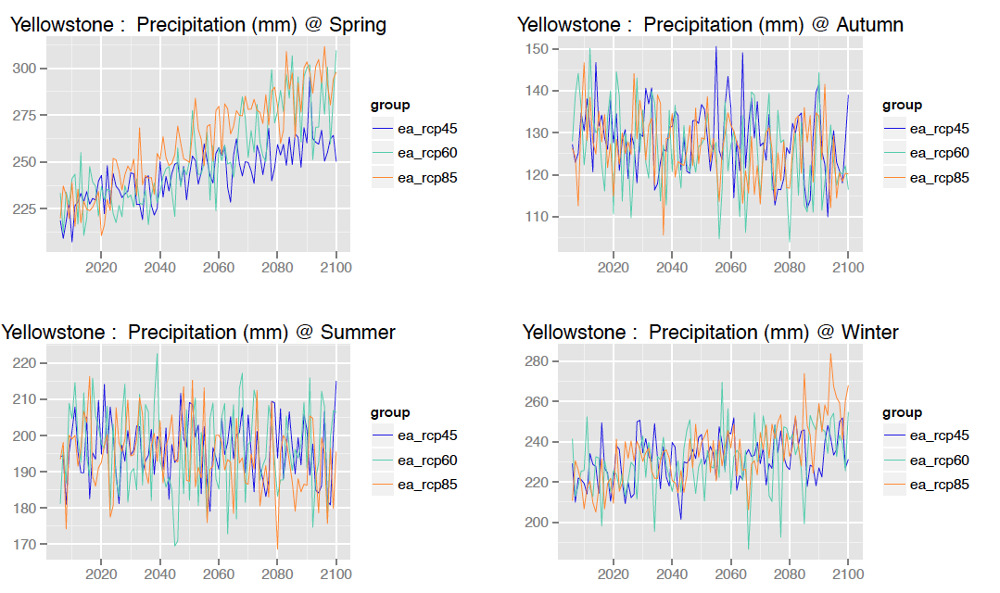 Yellowstone :  Precipitation (mm) @ Spring
300
275
250
225
2020 2040 2060 2080 2100
group
ea_rcp45
ea_rcp60
ea_rcp85
Yellowstone :  Precipitation (mm) @ Autumn
150
140
130
120
110
2020 2040 2060 2080 2100
group
ea_rcp45
ea_rcp60
ea_rcp85
Yellowstone :  Precipitation (mm) @ Summer
220
210
200
190
180
170
2020 2040 2060 2080 2100
group
ea_rcp45
ea_rcp60
ea_rcp85
Yellowstone :  Precipitation (mm) @ Winter
280
260
240
220
200
2020 2040 2060 2080 2100
group
ea_rcp45
ea_rcp60
ea_rcp85